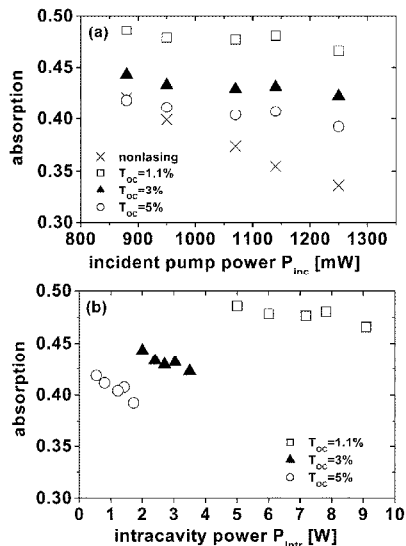 (a)
0.50
0.45
0.40
0.35
0.30
absorption
nonlasing
T_OC=1.1%
T_OC=3%
T_OC=5%
800 900 1000 1100 1200 1300
incident pump power P_inc [mW]
(b)
0.50
0.45
0.40
0.35
0.30
absorption
T_OC=1.1%
T_OC=3%
T_OC=5%
0 1 2 3 4 5 6 7 8 9 10
intracavity power P_intr [W]